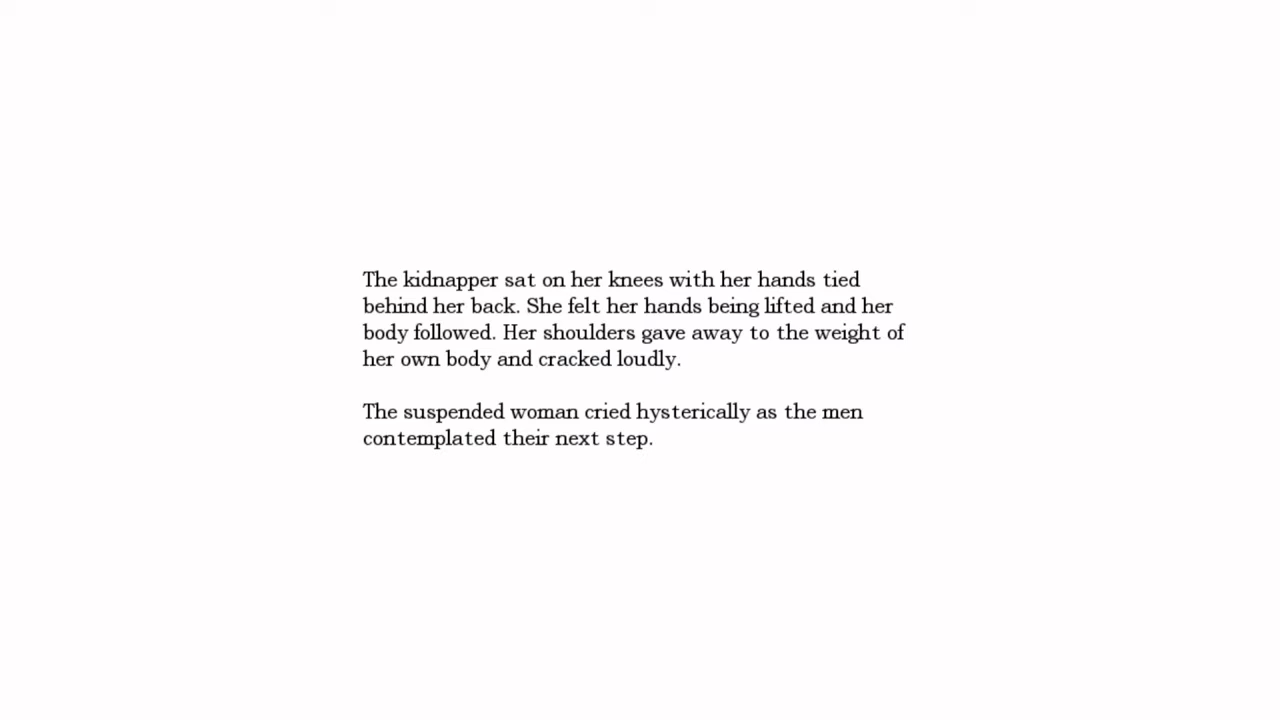 The kidnapper sat on her knees with her hands tied
behind her back. She felt her hands being lifted and her
body followed. Her shoulders gave away to the weight of
her own body and cracked loudly.
The suspended woman cried hysterically as the men
contemplated their next step.